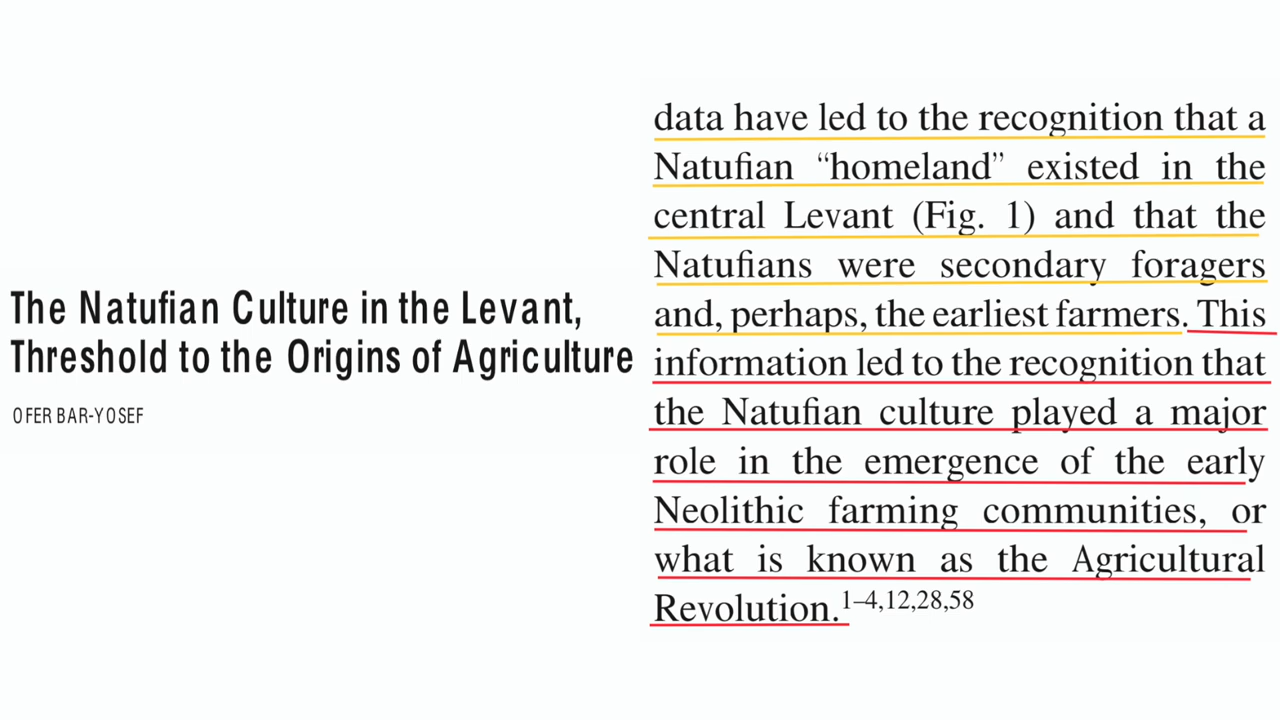 The Natufian Culture in the Levant,
Threshold to the Origins of Agriculture
OFER BAR-YOSEF
data have led to the recognition that a
Natufian “homeland” existed in the
central Levant (Fig. 1) and that the
Natufians were secondary foragers
and, perhaps, the earliest farmers. This
information led to the recognition that
the Natufian culture played a major
role in the emergence of the early
Neolithic farming communities, or
what is known as the Agricultural
Revolution.1–4,12,28,58